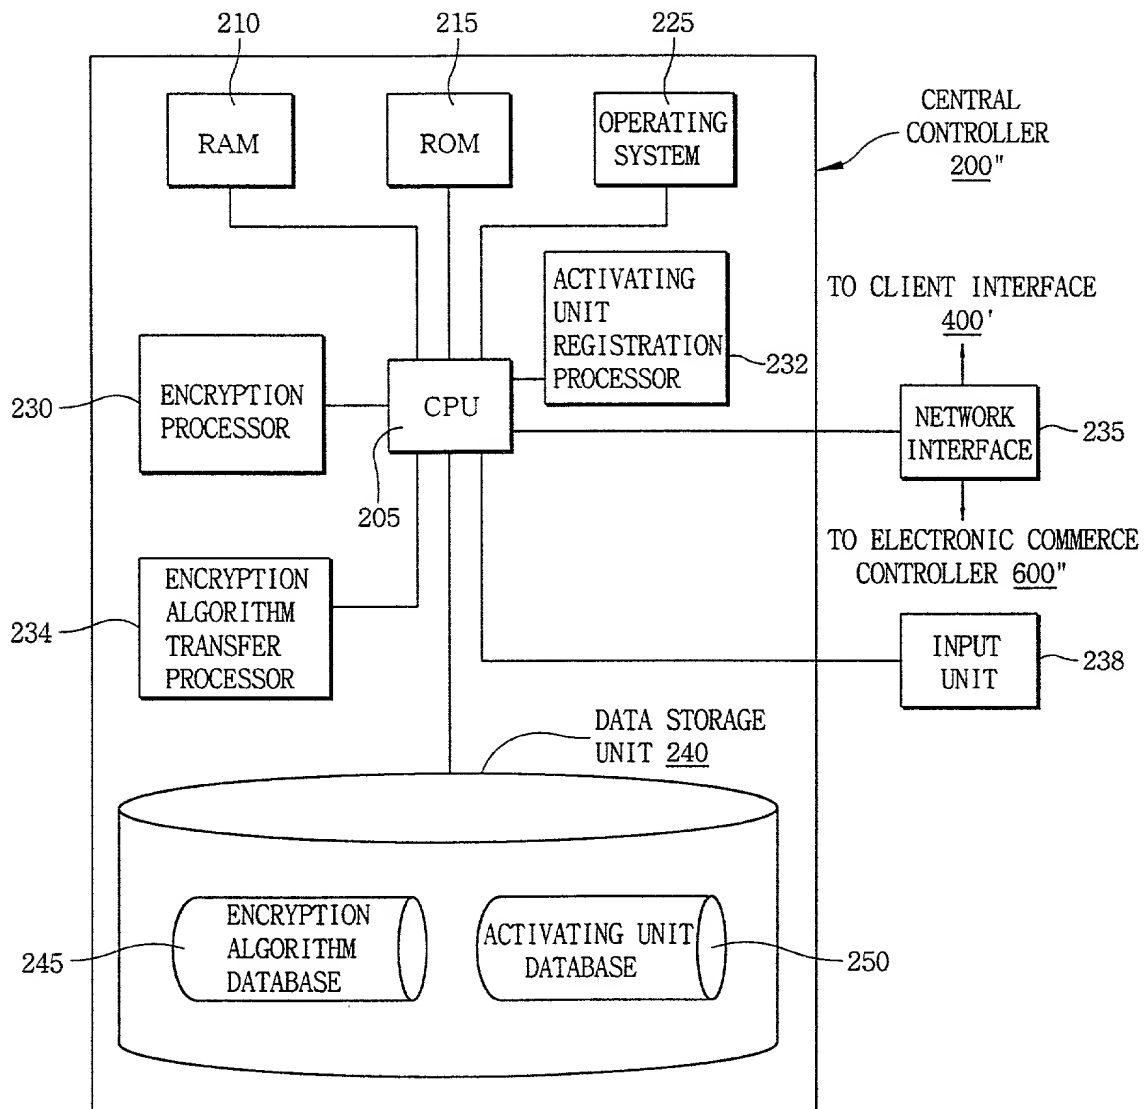 210
215
225
RAM
ROM
OPERATING
SYSTEM
CENTRAL
CONTROLLER
200"
ACTIVATING
UNIT
REGISTRATION
PROCESSOR
232
TO CLIENT INTERFACE
400'
230
ENCRYPTION
PROCESSOR
CPU
205
NETWORK
INTERFACE
235
TO ELECTRONIC COMMERCE
CONTROLLER 600"
234
ENCRYPTION
ALGORITHM
TRANSFER
PROCESSOR
INPUT
UNIT
238
DATA STORAGE
UNIT 240
245
ENCRYPTION
ALGORITHM
DATABASE
ACTIVATING UNIT
DATABASE
250